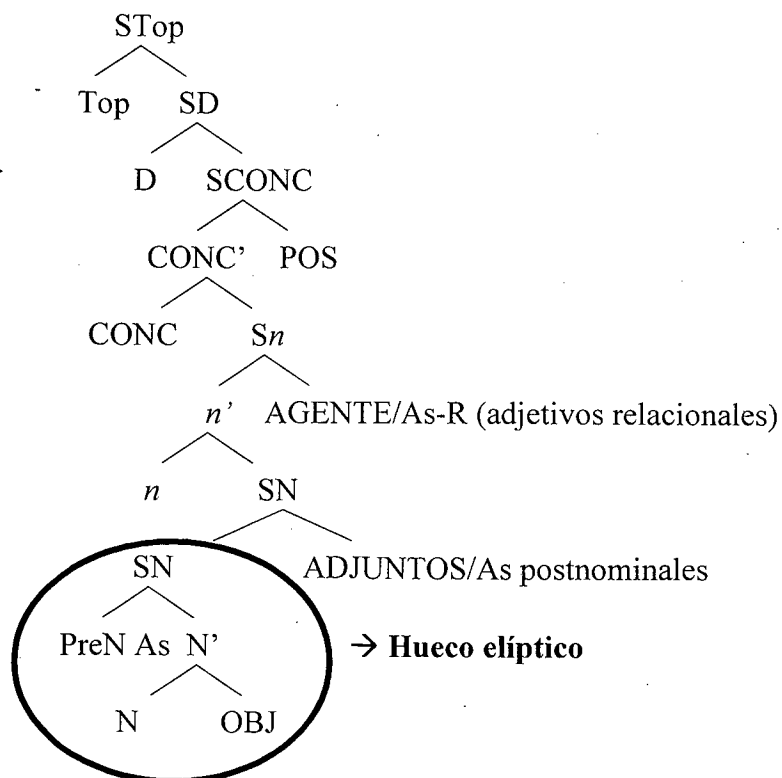 STop
Top SD
D SCONC
CONC’ POS
CONC Sn
n’ AGENTE/As-R (adjetivos relacionales)
n SN
SN ADJUNTOS/As postnominales
PreN As N’ → Hueco elíptico
N OBJ